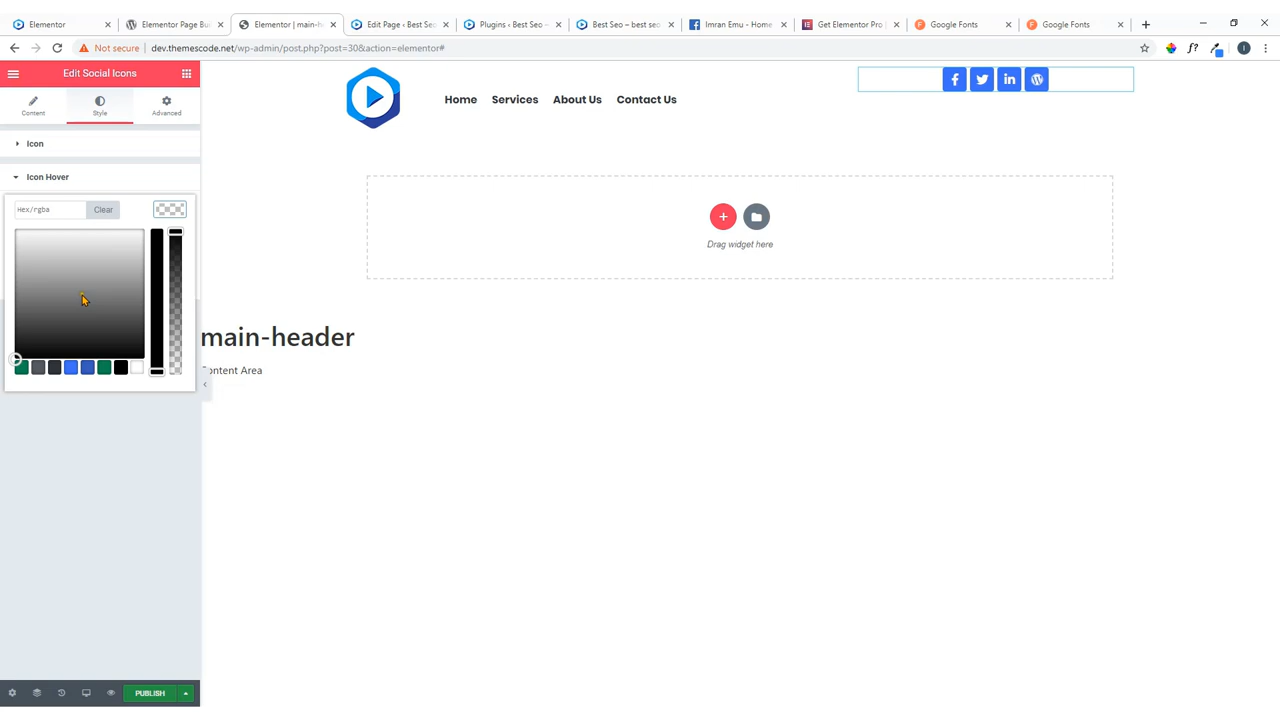 Elementor
Elementor Page Bu
Elementor | main-h
Edit Page ‹ Best Seo
Plugins ‹ Best Seo –
Best Seo – best seo
Imran Emu - Home
Get Elementor Pro |
Google Fonts
Google Fonts
Not secure
dev.themescode.net/wp-admin/post.php?post=30&action=elementor#
f?
I
Edit Social Icons
Content
Style
Advanced
Home
Services
About Us
Contact Us
Icon
Icon Hover
Hex/rgba
Clear
Drag widget here
main-header
ontent Area
PUBLISH